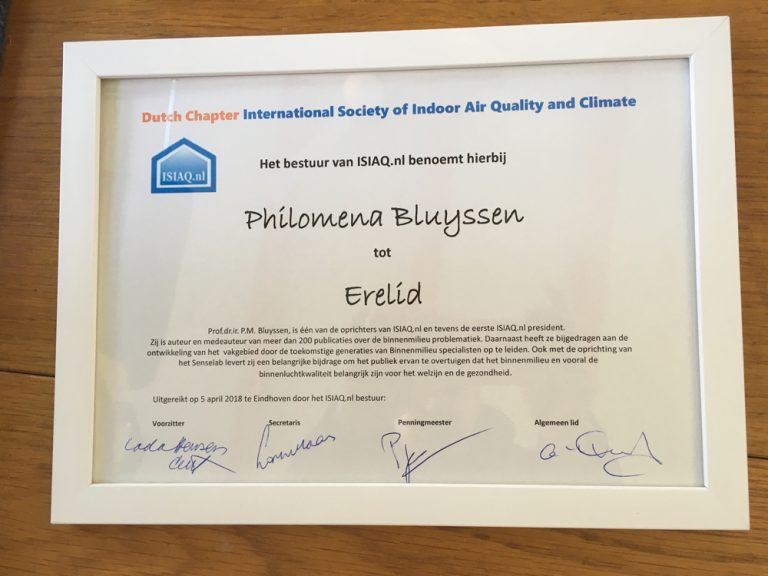 Dutch Chapter International Society of Indoor Air Quality and Climate
ISIAQ.nl
Het bestuur van ISIAQ.nl benoemt hierbij
Philomena Bluyssen
tot
Erelid
Prof.dr.ir. P.M. Bluyssen, is één van de oprichters van ISIAQ.nl en tevens de eerste ISIAQ.nl president.
Zij is auteur en medeauteur van meer dan 200 publicaties over de binnenmilieu problematiek. Daarnaast heeft ze bijgedragen aan de
ontwikkeling van het vakgebied door de toekomstige generaties van Binnenmilieu specialisten op te leiden. Ook met de oprichting van
het Senselab levert zij een belangrijke bijdrage om het publiek ervan te overtuigen dat het binnenmilieu en vooral de
binnenluchtkwaliteit belangrijk zijn voor het welzijn en de gezondheid.
Uitgereikt op 5 april 2018 te Eindhoven door het ISIAQ.nl bestuur:
Voorzitter Secretaris Penningmeester Algemeen lid